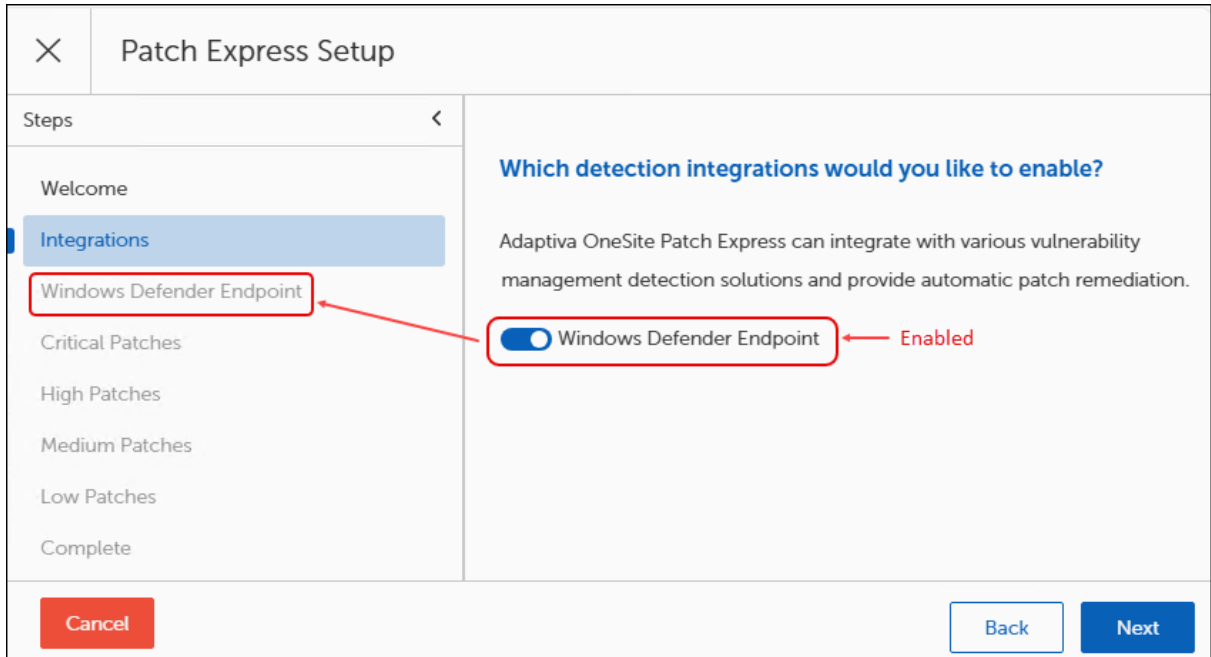 Patch Express Setup
Steps
Welcome
Integrations
Windows Defender Endpoint
Critical Patches
High Patches
Medium Patches
Low Patches
Complete
Which detection integrations would you like to enable?
Adaptiva OneSite Patch Express can integrate with various vulnerability
management detection solutions and provide automatic patch remediation.
Windows Defender Endpoint
Enabled
Cancel
Back
Next